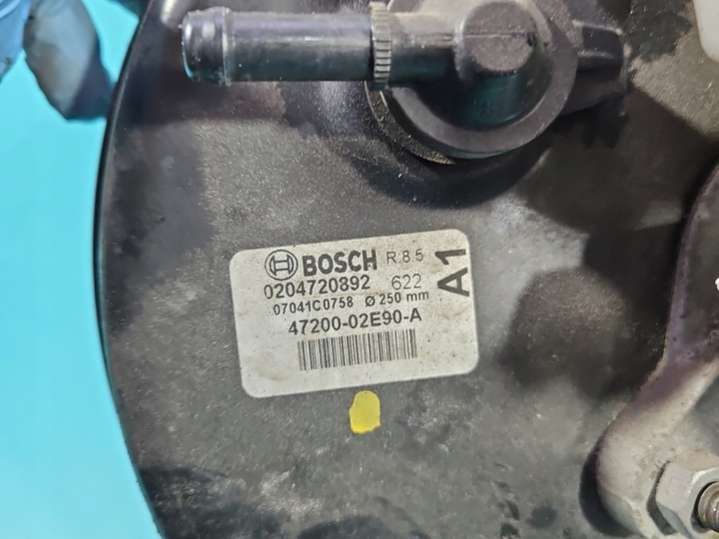 BOSCH R 8.5
0204720892 622
07041C0758 Ø 250 mm
47200-02E90-A
A1